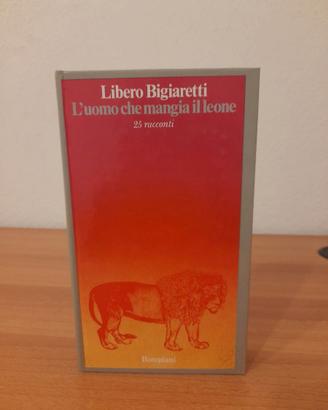 Libero Bigiaretti
L'uomo che mangia il leone
25 racconti
Bompiani